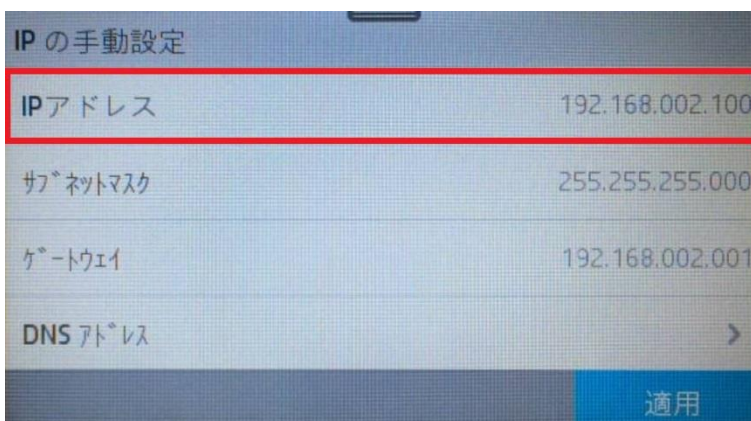 IP の手動設定
IPアドレス 192.168.002.100
ｻﾌﾞﾈｯﾄﾏｽｸ 255.255.255.000
ｹﾞｰﾄｳｪｲ 192.168.002.001
DNS ｱﾄﾞﾚｽ >
適用